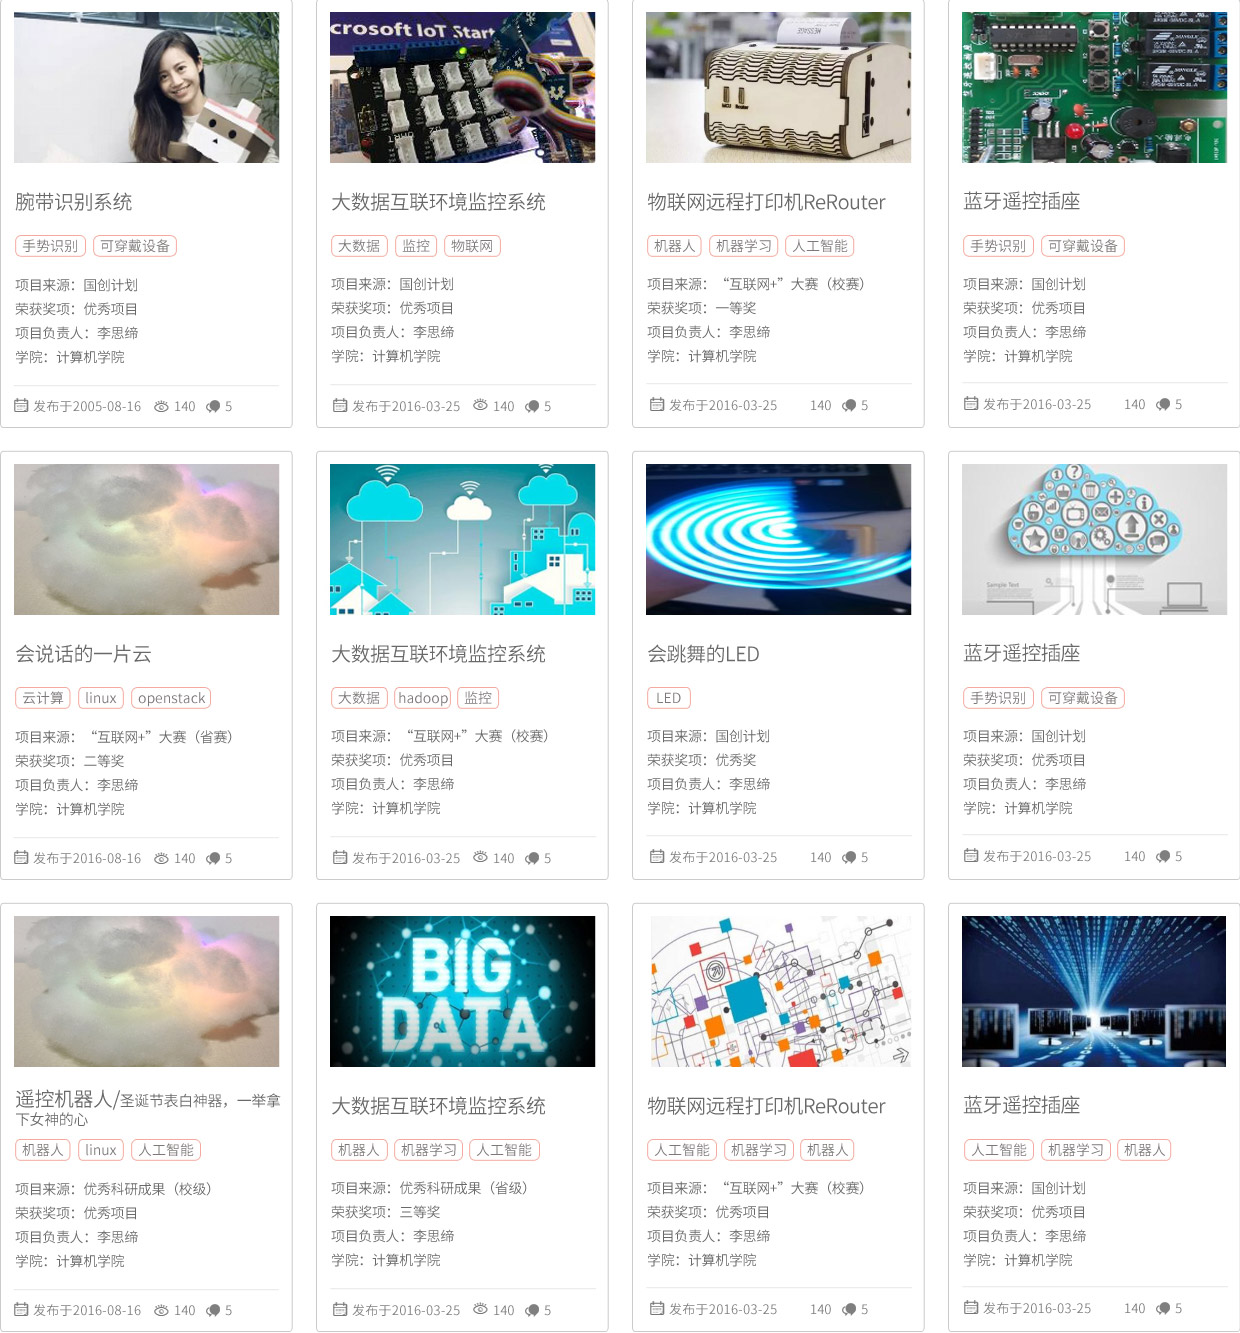 crosoft IoT Start
MESSAGE
SONGLE
SONGLE
SONGLE
腕带识别系统
手势识别 可穿戴设备
项目来源：国创计划
荣获奖项：优秀项目
项目负责人：李思缔
学院：计算机学院
发布于2005-08-16 140 5
大数据互联环境监控系统
大数据 监控 物联网
项目来源：国创计划
荣获奖项：优秀项目
项目负责人：李思缔
学院：计算机学院
发布于2016-03-25 140 5
物联网远程打印机ReRouter
机器人 机器学习 人工智能
项目来源：“互联网+”大赛（校赛）
荣获奖项：一等奖
项目负责人：李思缔
学院：计算机学院
发布于2016-03-25 140 5
蓝牙遥控插座
手势识别 可穿戴设备
项目来源：国创计划
荣获奖项：优秀项目
项目负责人：李思缔
学院：计算机学院
发布于2016-03-25 140 5
Sample Text
会说话的一片云
云计算 linux openstack
项目来源：“互联网+”大赛（省赛）
荣获奖项：二等奖
项目负责人：李思缔
学院：计算机学院
发布于2016-08-16 140 5
大数据互联环境监控系统
大数据 hadoop 监控
项目来源：“互联网+”大赛（校赛）
荣获奖项：优秀项目
项目负责人：李思缔
学院：计算机学院
发布于2016-03-25 140 5
会跳舞的LED
LED
项目来源：国创计划
荣获奖项：优秀奖
项目负责人：李思缔
学院：计算机学院
发布于2016-03-25 140 5
蓝牙遥控插座
手势识别 可穿戴设备
项目来源：国创计划
荣获奖项：优秀项目
项目负责人：李思缔
学院：计算机学院
发布于2016-03-25 140 5
BIG
DATA
遥控机器人/圣诞节表白神器，一举拿
下女神的心
机器人 linux 人工智能
项目来源：优秀科研成果（校级）
荣获奖项：优秀项目
项目负责人：李思缔
学院：计算机学院
发布于2016-08-16 140 5
大数据互联环境监控系统
机器人 机器学习 人工智能
项目来源：优秀科研成果（省级）
荣获奖项：三等奖
项目负责人：李思缔
学院：计算机学院
发布于2016-03-25 140 5
物联网远程打印机ReRouter
人工智能 机器学习 机器人
项目来源：“互联网+”大赛（校赛）
荣获奖项：优秀项目
项目负责人：李思缔
学院：计算机学院
发布于2016-03-25 140 5
蓝牙遥控插座
人工智能 机器学习 机器人
项目来源：国创计划
荣获奖项：优秀项目
项目负责人：李思缔
学院：计算机学院
发布于2016-03-25 140 5